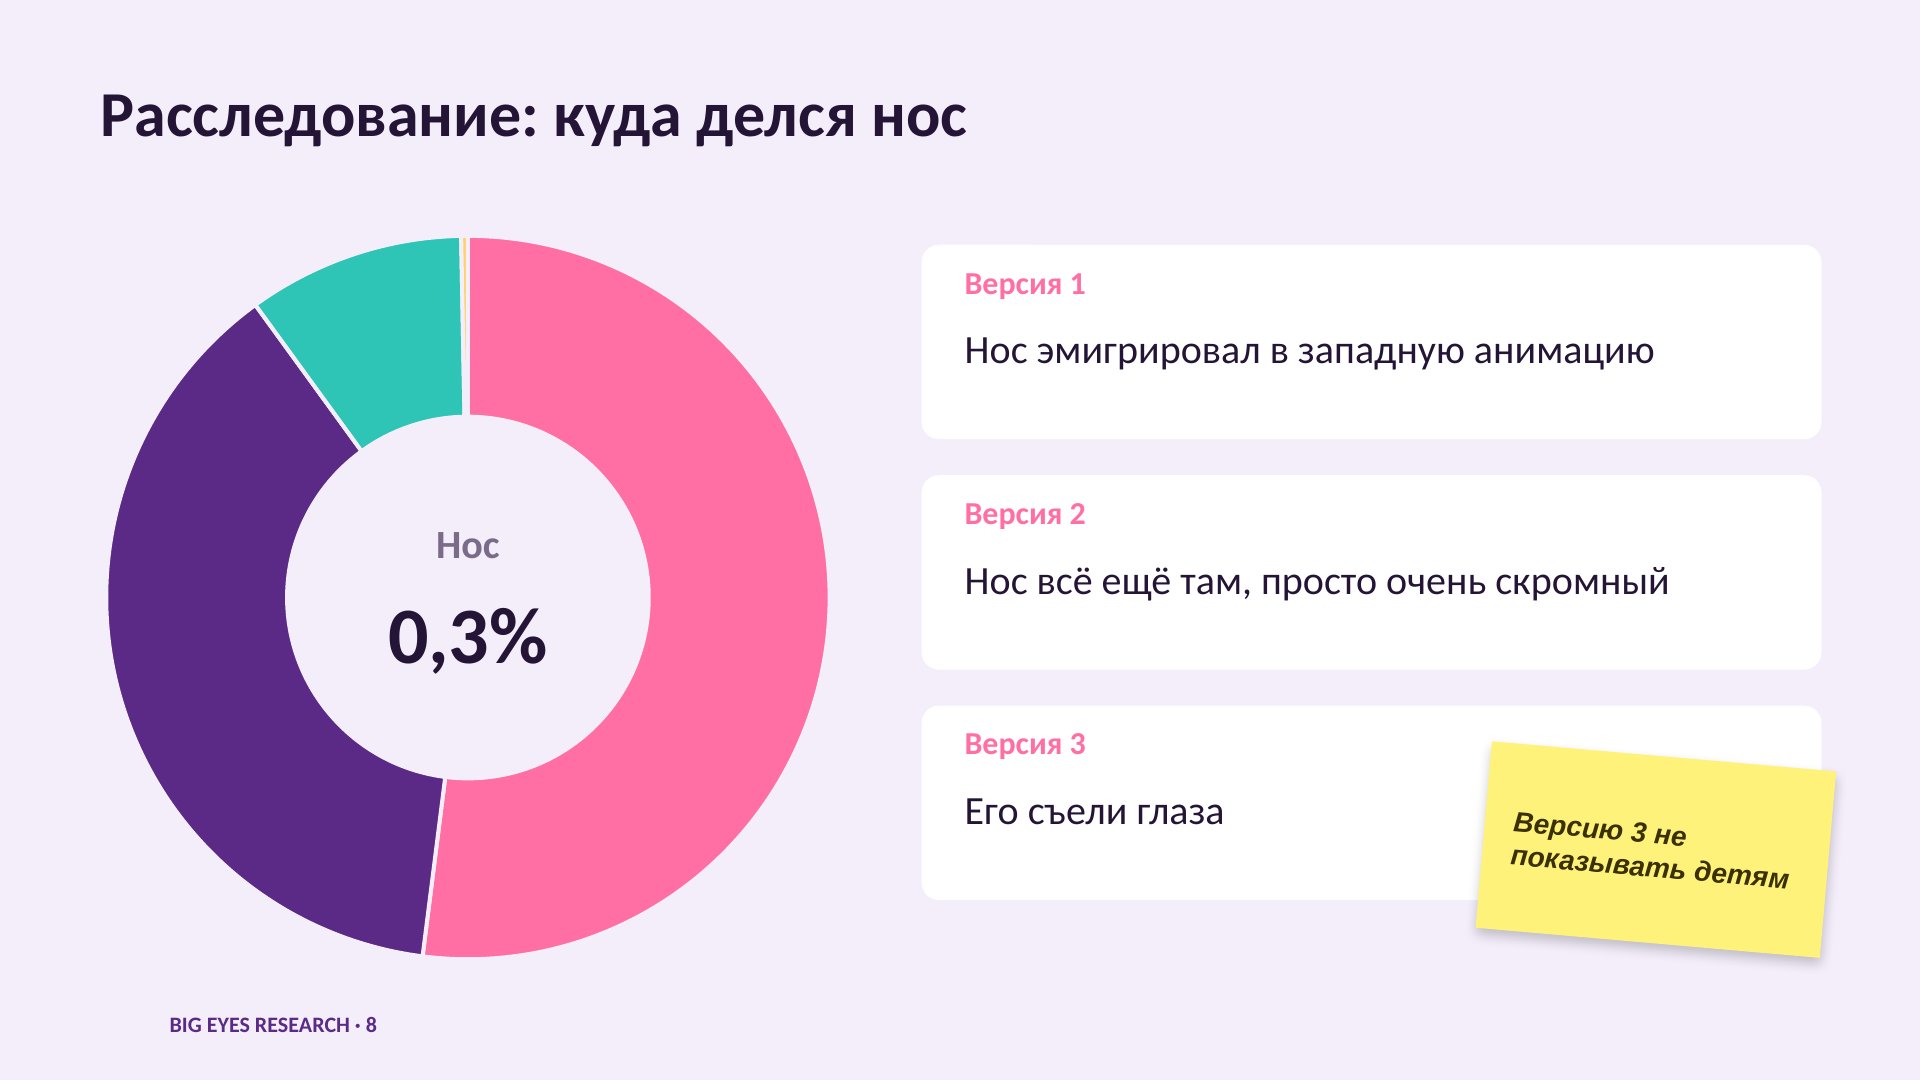 Расследование: куда делся нос
Нос
0,3%
Версия 1
Нос эмигрировал в западную анимацию
Версия 2
Нос всё ещё там, просто очень скромный
Версия 3
Его съели глаза
Версию 3 не
показывать детям
BIG EYES RESEARCH · 8